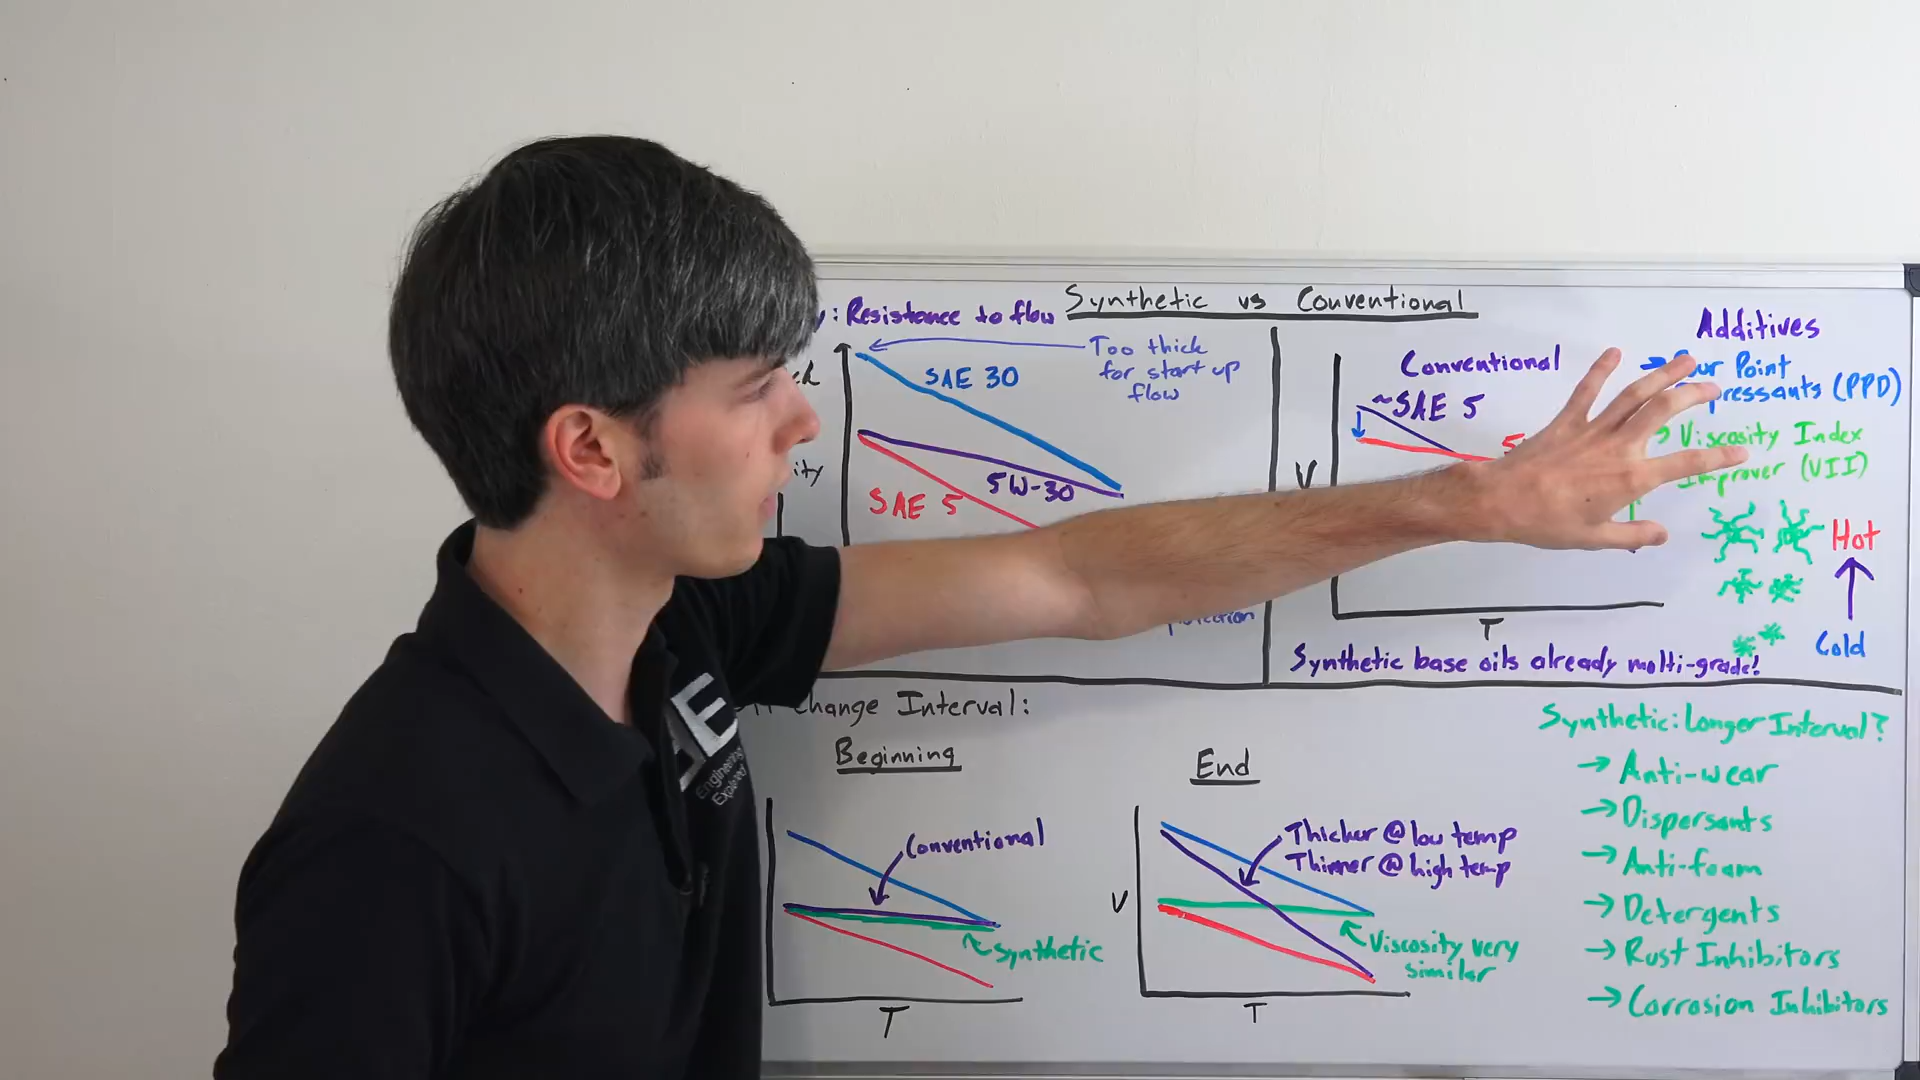 Synthetic vs Conventional
: Resistance to flow
Too thick
for start up
flow
SAE 30
5W-30
SAE 5
V
Conventional
~SAE 5
T
Synthetic base oils already molti-grade!
Additives
→ Point
(PPD)
→ Viscosity Index
Improver (VII)
Hot
Cold
Change Interval:
Beginning
Conventional
Synthetic
T
End
Thicker @ low temp
Thinner @ high temp
V
Viscosity very
similar
T
Synthetic: Longer Interval?
→ Anti-wear
→ Dispersants
→ Anti-foam
→ Detergents
→ Rust Inhibitors
→ Corrosion Inhibitors
E
Engineering